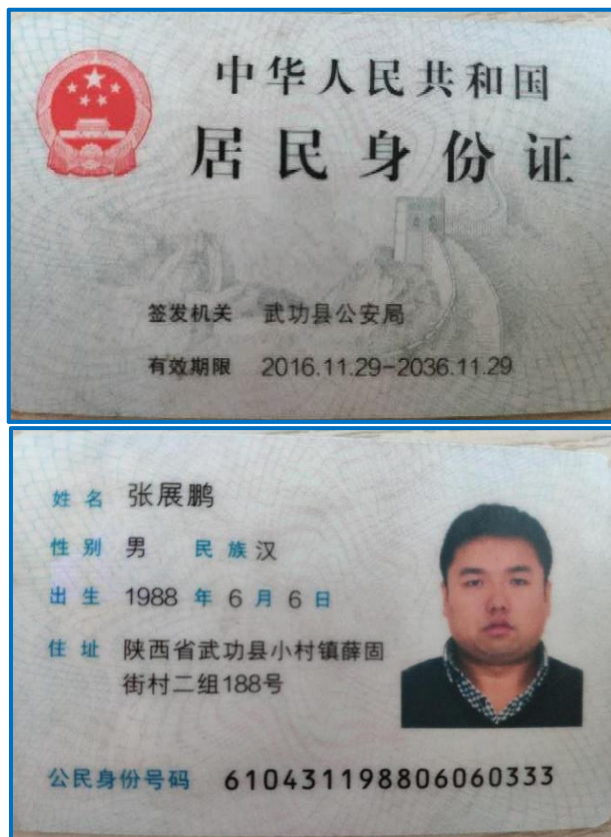 中华人民共和国
居民身份证
签发机关 武功县公安局
有效期限 2016.11.29-2036.11.29
姓名 张展鹏
性别 男 民族 汉
出生 1988 年 6 月 6 日
住址 陕西省武功县小村镇薛固
街村二组188号
公民身份号码 610431198806060333